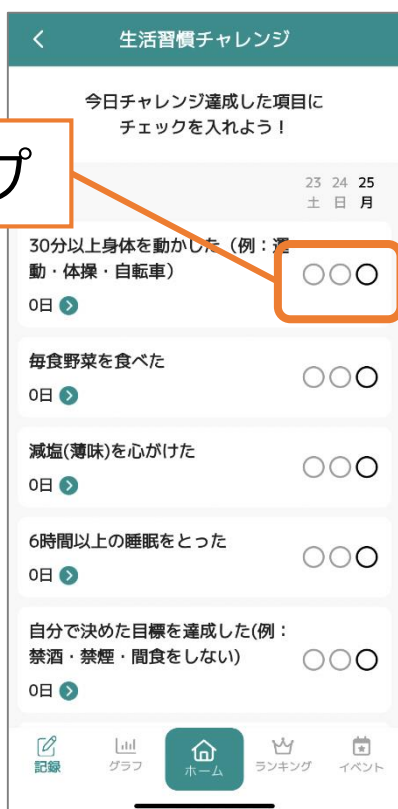 生活習慣チャレンジ
今日チャレンジ達成した項目に
チェックを入れよう！
プ
23 24 25
土 日 月
30分以上身体を動かした（例：運
動・体操・自転車）
0日
毎食野菜を食べた
0日
減塩(薄味)を心がけた
0日
6時間以上の睡眠をとった
0日
自分で決めた目標を達成した(例：
禁酒・禁煙・間食をしない)
0日
記録 グラフ ホーム ランキング イベント